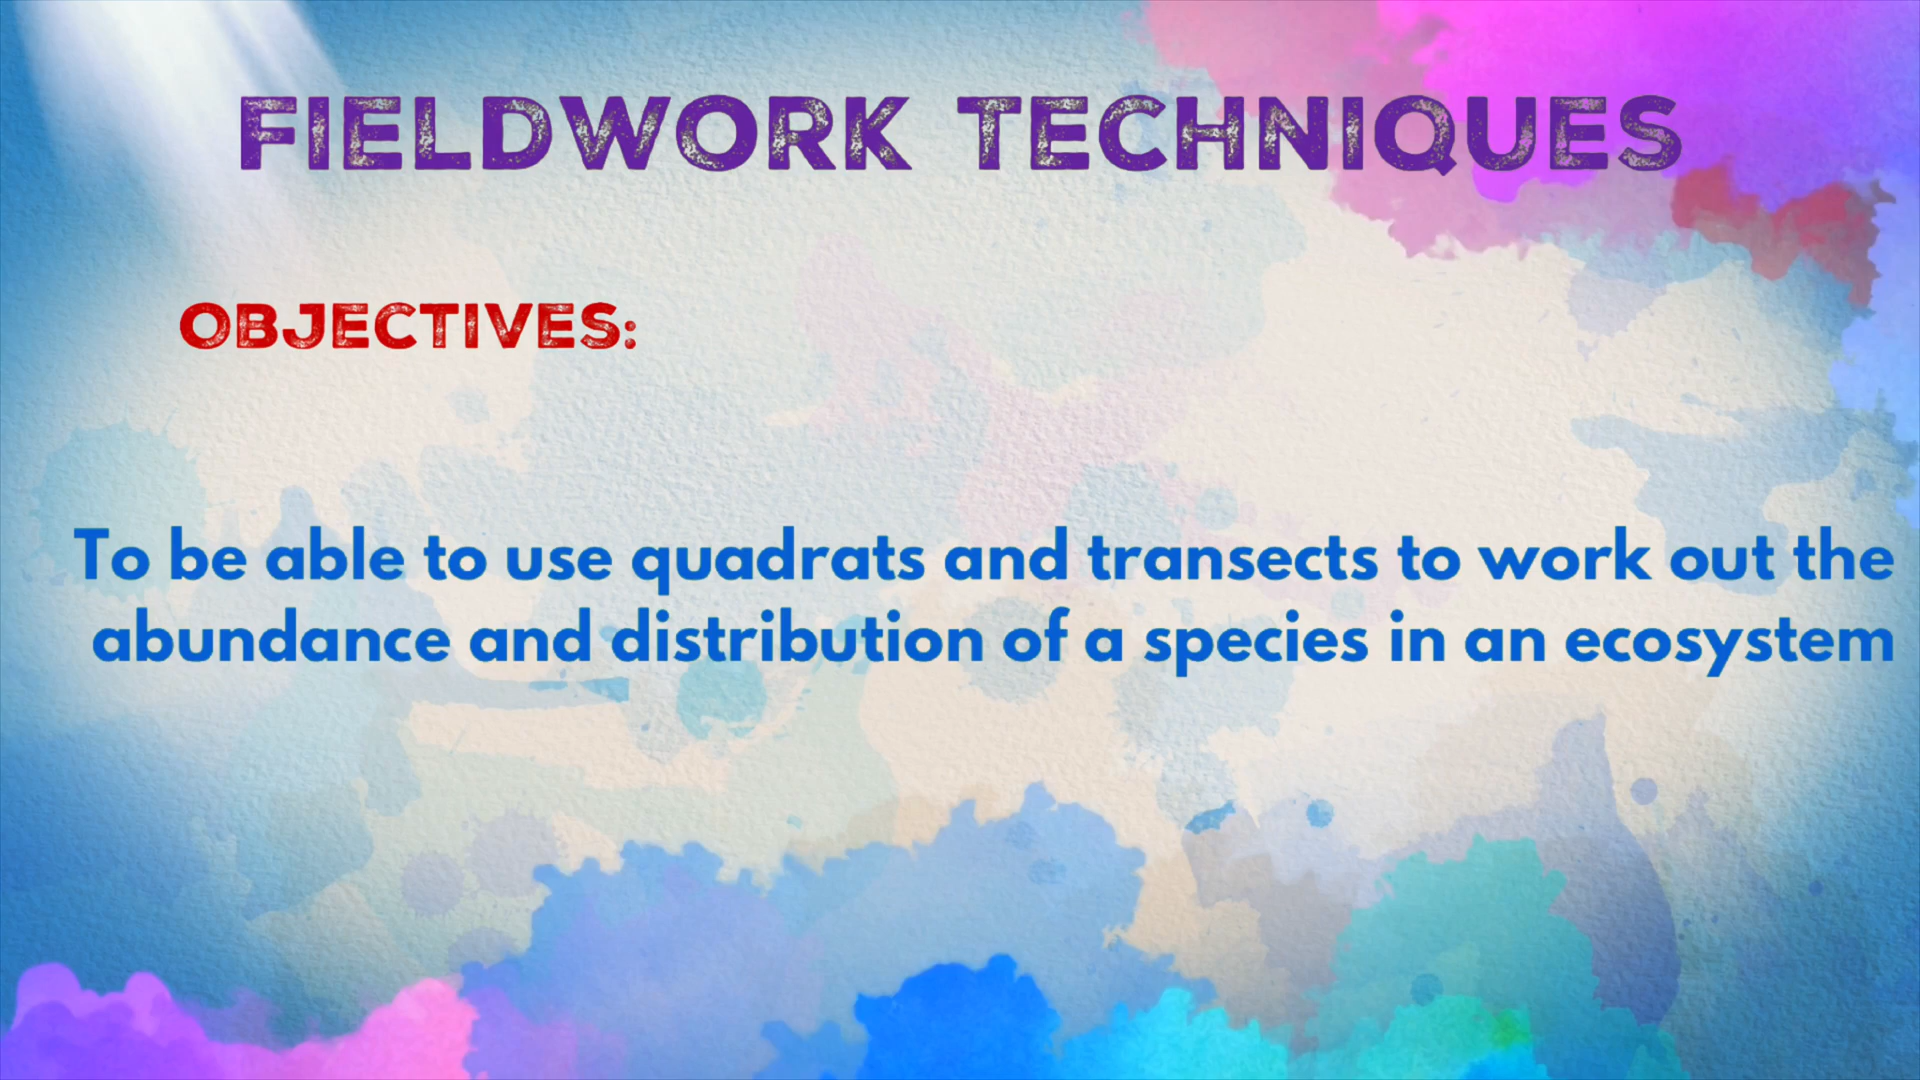 FIELDWORK TECHNIQUES
OBJECTIVES:
To be able to use quadrats and transects to work out the
abundance and distribution of a species in an ecosystem